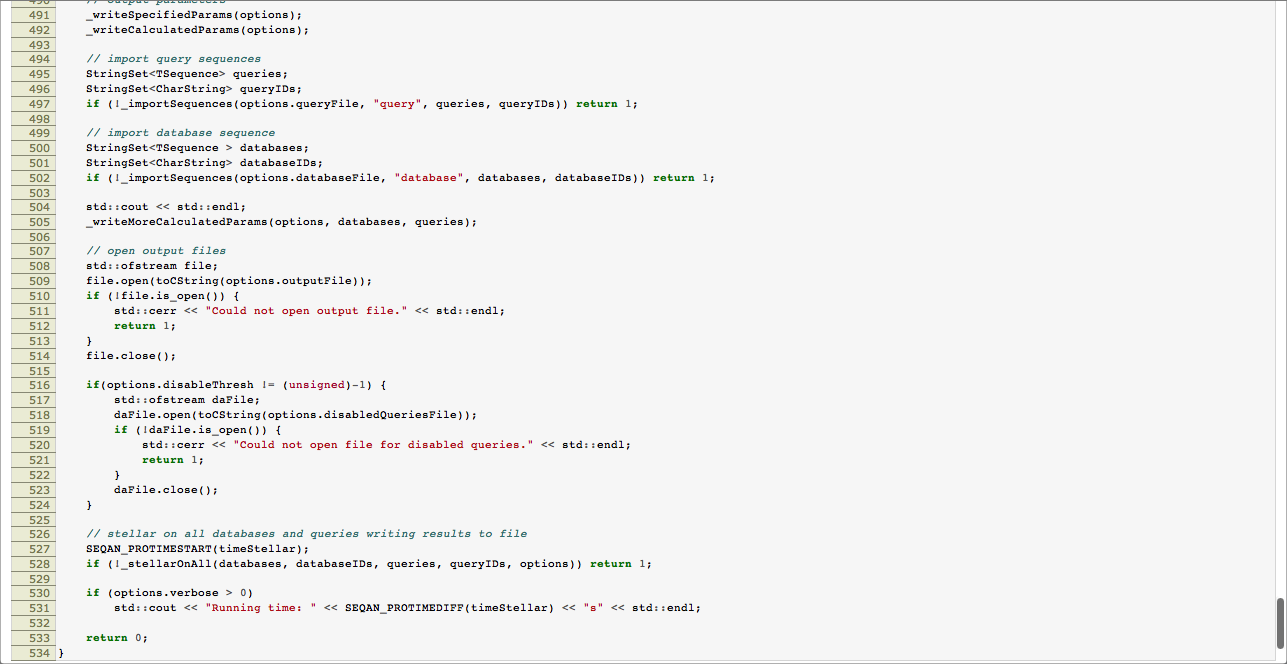 490 // output parameters
491 _writeSpecifiedParams(options);
492 _writeCalculatedParams(options);
493
494 // import query sequences
495 StringSet<TSequence> queries;
496 StringSet<CharString> queryIDs;
497 if (!_importSequences(options.queryFile, "query", queries, queryIDs)) return 1;
498
499 // import database sequence
500 StringSet<TSequence > databases;
501 StringSet<CharString> databaseIDs;
502 if (!_importSequences(options.databaseFile, "database", databases, databaseIDs)) return 1;
503
504 std::cout << std::endl;
505 _writeMoreCalculatedParams(options, databases, queries);
506
507 // open output files
508 std::ofstream file;
509 file.open(toCString(options.outputFile));
510 if (!file.is_open()) {
511 std::cerr << "Could not open output file." << std::endl;
512 return 1;
513 }
514 file.close();
515
516 if(options.disableThresh != (unsigned)-1) {
517 std::ofstream daFile;
518 daFile.open(toCString(options.disabledQueriesFile));
519 if (!daFile.is_open()) {
520 std::cerr << "Could not open file for disabled queries." << std::endl;
521 return 1;
522 }
523 daFile.close();
524 }
525
526 // stellar on all databases and queries writing results to file
527 SEQAN_PROTIMESTART(timeStellar);
528 if (!_stellarOnAll(databases, databaseIDs, queries, queryIDs, options)) return 1;
529
530 if (options.verbose > 0)
531 std::cout << "Running time: " << SEQAN_PROTIMEDIFF(timeStellar) << "s" << std::endl;
532
533 return 0;
534 }